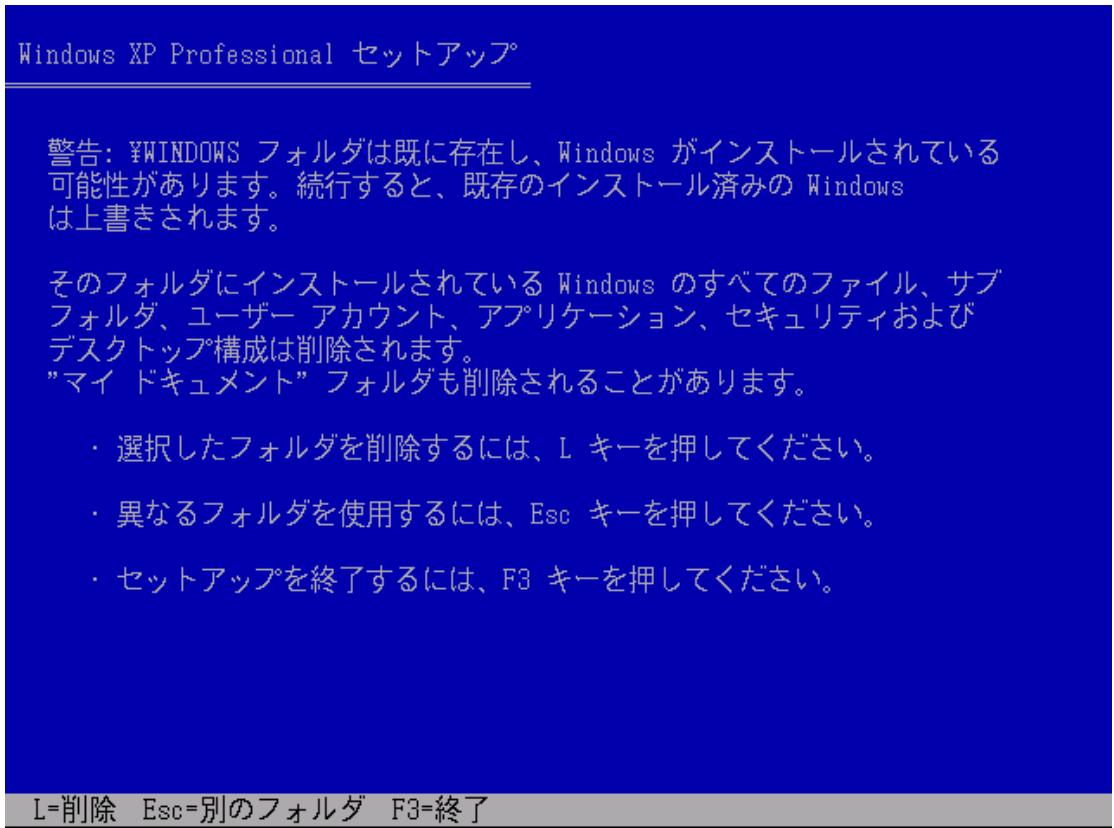 Windows XP Professional セットアップ
警告: ¥WINDOWS フォルダは既に存在し、Windows がインストールされている
可能性があります。続行すると、既存のインストール済みの Windows
は上書きされます。
そのフォルダにインストールされている Windows のすべてのファイル、サブ
フォルダ、ユーザー アカウント、アプリケーション、セキュリティおよび
デスクトップ構成は削除されます。
”マイ ドキュメント” フォルダも削除されることがあります。
・ 選択したフォルダを削除するには、L キーを押してください。
・ 異なるフォルダを使用するには、Esc キーを押してください。
・ セットアップを終了するには、F3 キーを押してください。
L=削除 Esc=別のフォルダ F3=終了